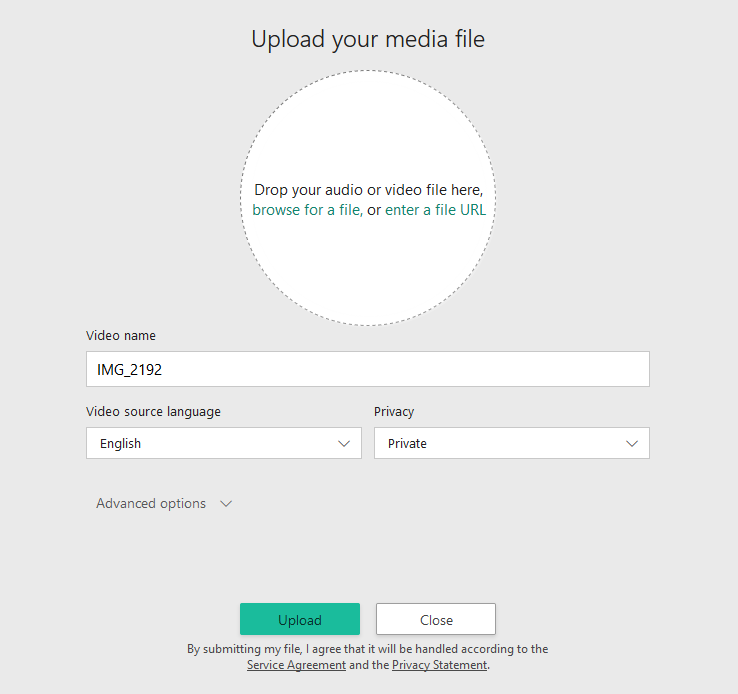 Upload your media file
Drop your audio or video file here,
browse for a file, or enter a file URL
Video name
IMG_2192
Video source language
Privacy
English
Private
Advanced options
Upload
Close
By submitting my file, I agree that it will be handled according to the
Service Agreement and the Privacy Statement.